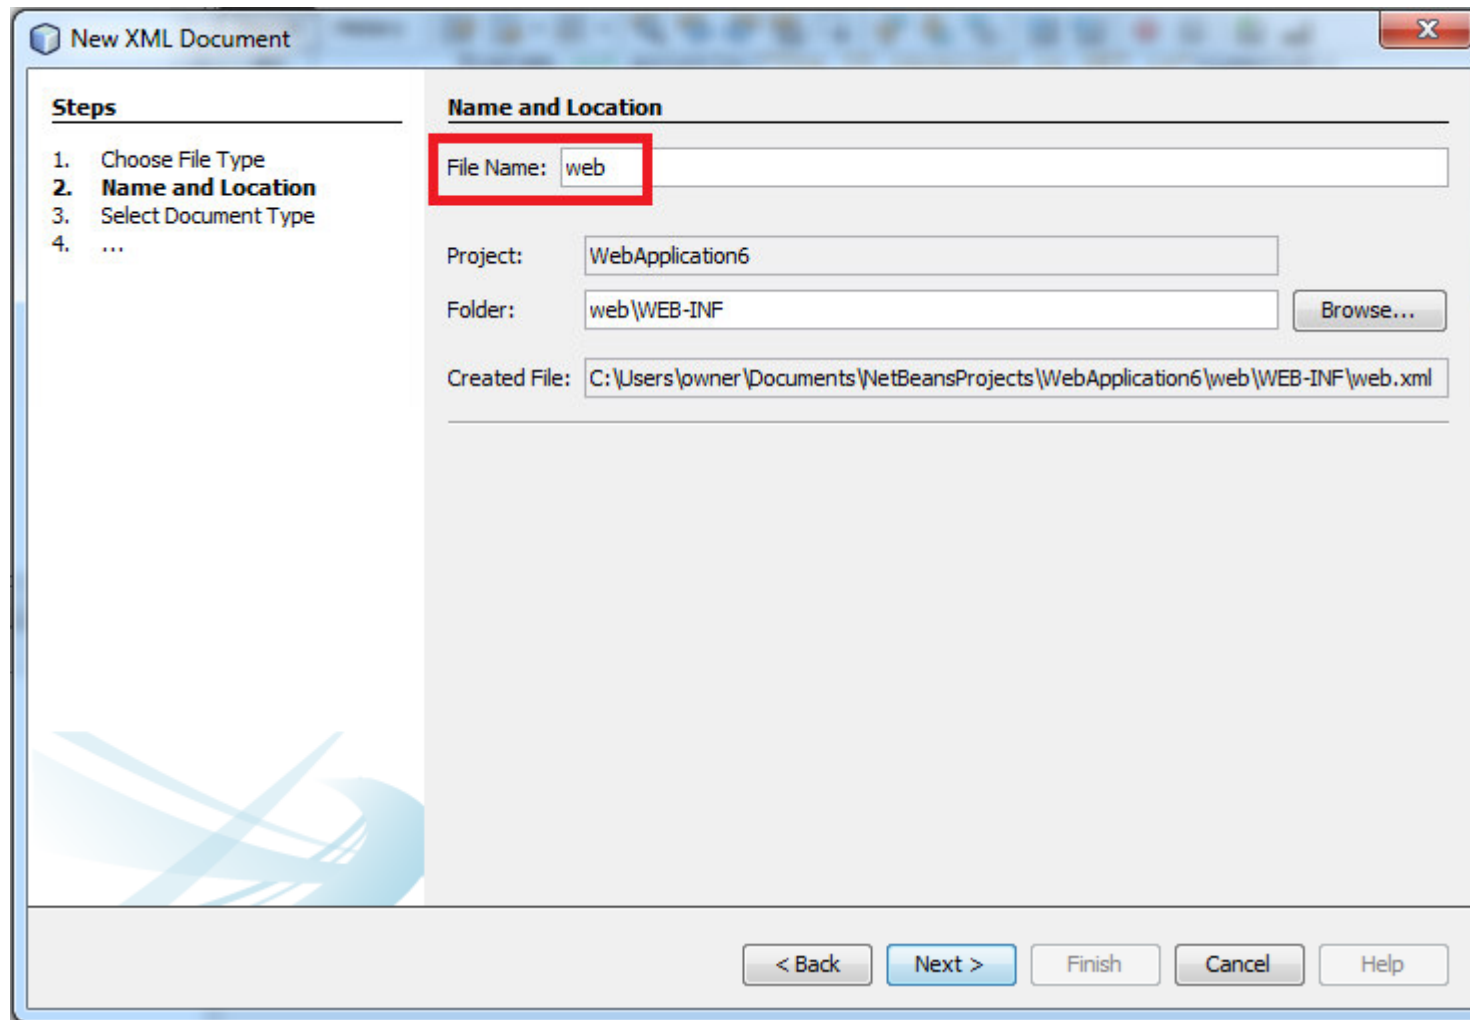 New XML Document
Steps
1. Choose File Type
2. Name and Location
3. Select Document Type
4. ...
Name and Location
File Name: web
Project: WebApplication6
Folder: web\WEB-INF Browse...
Created File: C:\Users\owner\Documents\NetBeansProjects\WebApplication6\web\WEB-INF\web.xml
< Back Next > Finish Cancel Help